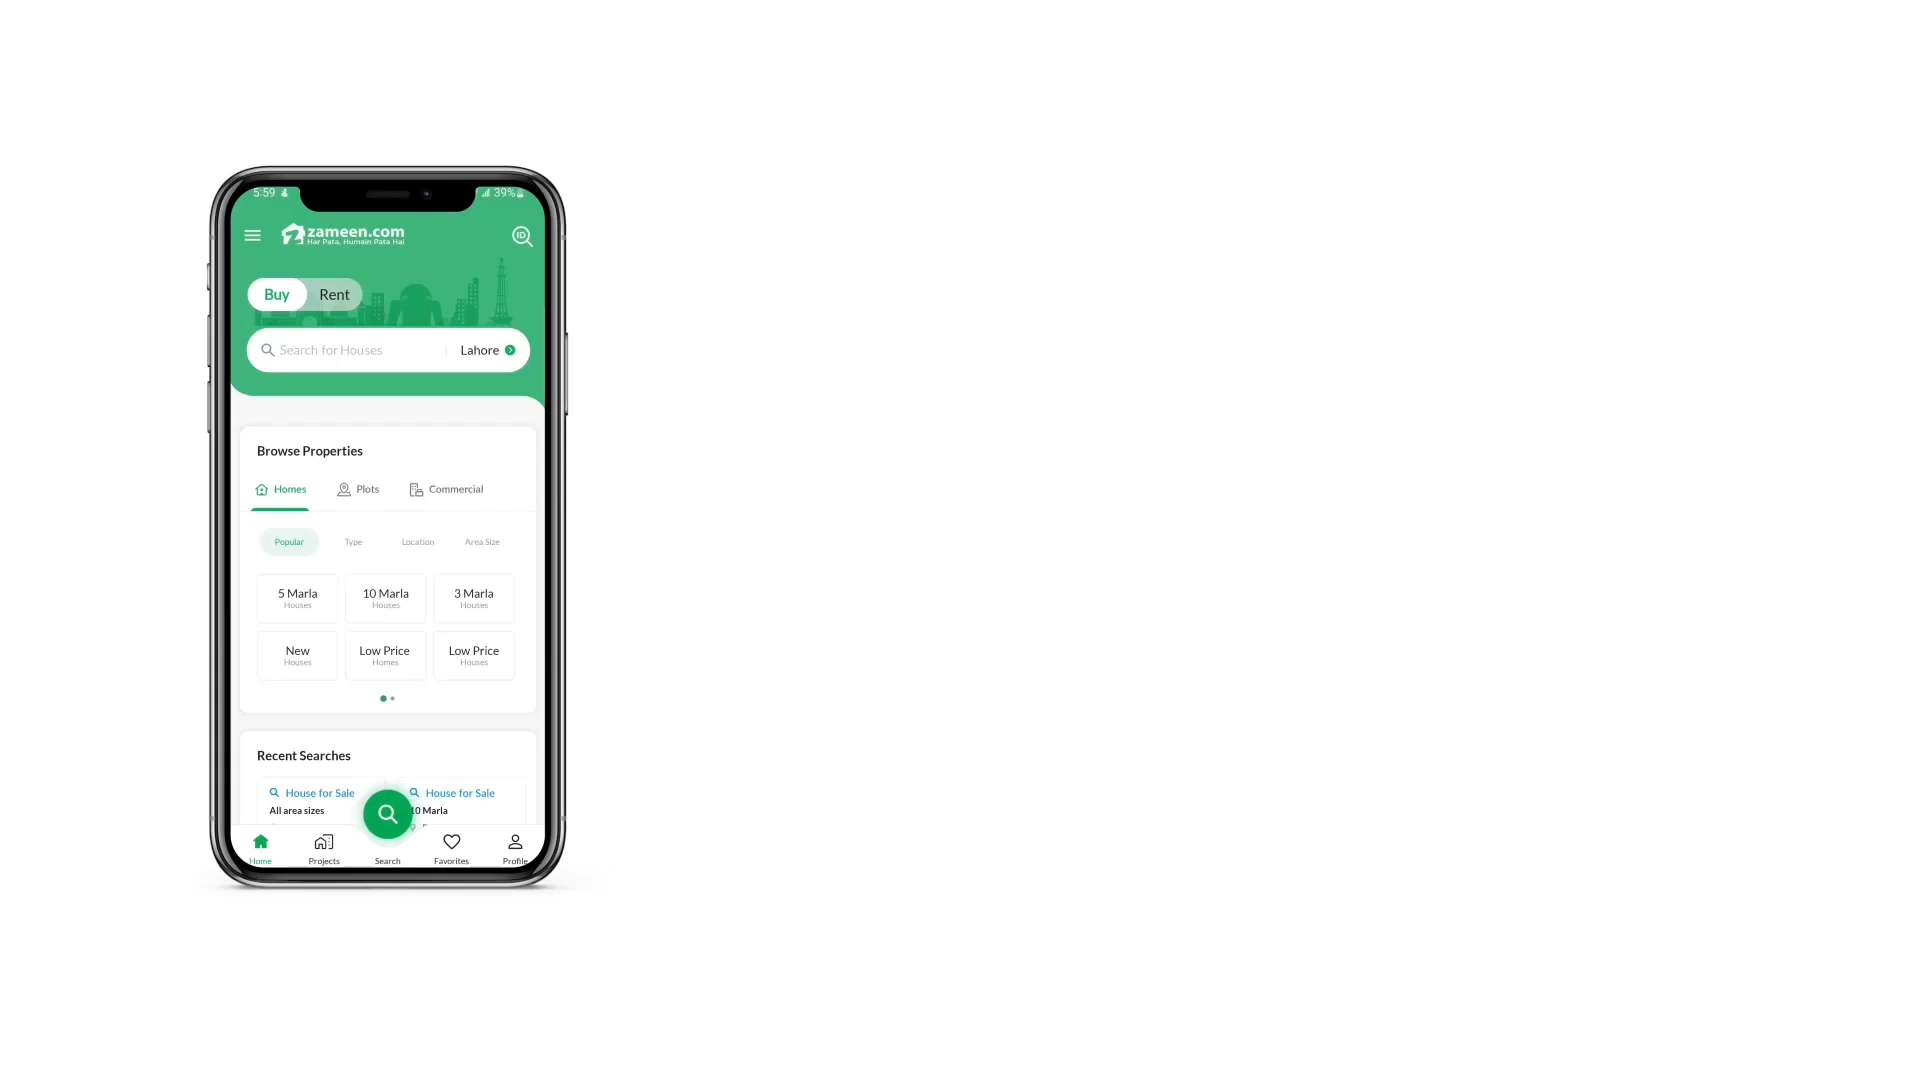 5:59
39%
zameen.com
Har Pata, Humain Pata Hai
ID
Buy Rent
Search for Houses Lahore
Browse Properties
Homes Plots Commercial
Popular Type Location Area Size
5 Marla 10 Marla 3 Marla
Houses Houses Houses
New Low Price Low Price
Houses Homes Houses
Recent Searches
House for Sale House for Sale
All area sizes 10 Marla
Home Projects Search Favorites Profile